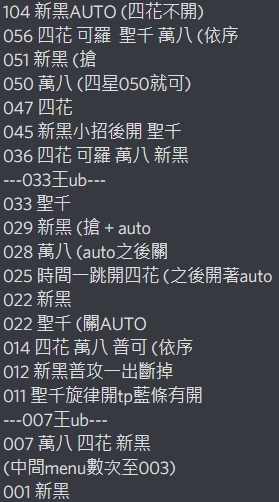 104 新黑AUTO (四花不開)
056 四花 可羅  聖千 萬八 (依序
051 新黑 (搶
050 萬八 (四星050就可)
047 四花
045 新黑小招後開 聖千
036 四花 可羅 萬八 新黑
---033王ub---
033 聖千
029 新黑 (搶 + auto
028 萬八 (auto之後關
025 時間一跳開四花 (之後開著auto
022 新黑
022 聖千 (關AUTO
014 四花 萬八 普可 (依序
012 新黑普攻一出斷掉
011 聖千旋律開tp藍條有開
---007王ub---
007 萬八 四花 新黑
(中間menu數次至003)
001 新黑